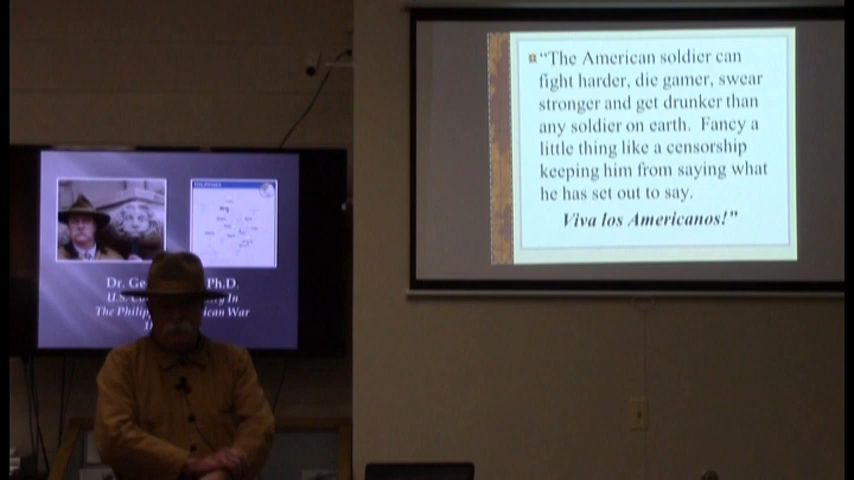 "The American soldier can
fight harder, die gamer, swear
stronger and get drunker than
any soldier on earth. Fancy a
little thing like a censorship
keeping him from saying what
he has set out to say.
Viva los Americanos!"
PHILIPPINES
Dr. Ge Ph.D.
U.S. In
The Philip ican War